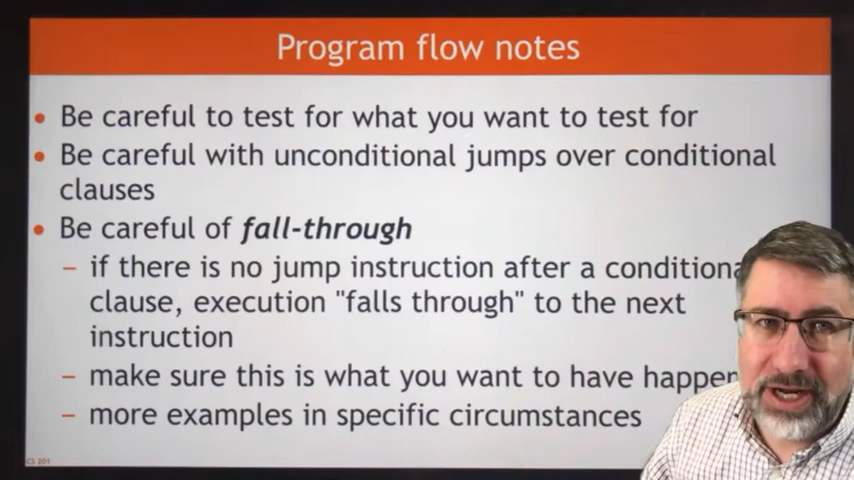 Program flow notes
• Be careful to test for what you want to test for
• Be careful with unconditional jumps over conditional
clauses
• Be careful of fall-through
– if there is no jump instruction after a conditiona
clause, execution "falls through" to the next
instruction
– make sure this is what you want to have happen
– more examples in specific circumstances
CS 201